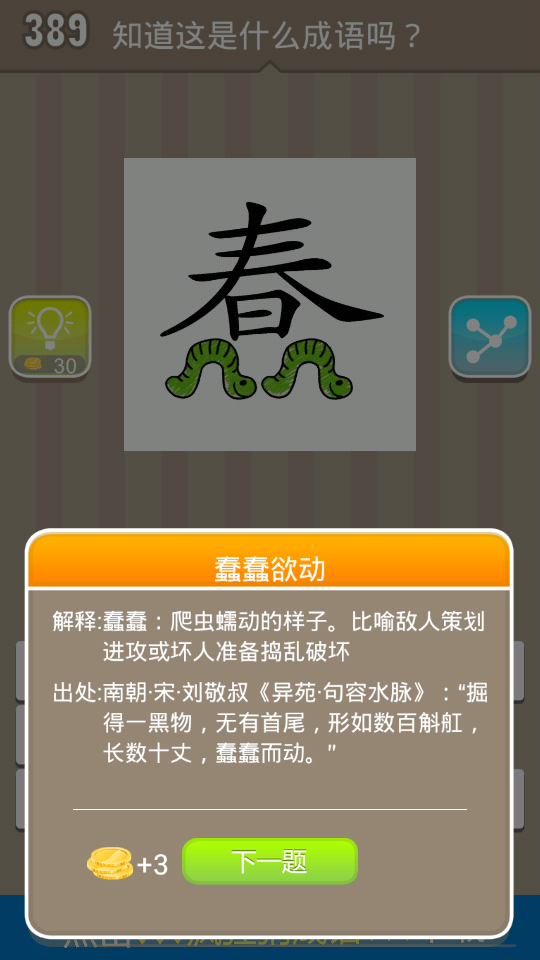 389 知道这是什么成语吗？
春
30
蠢蠢欲动
解释:蠢蠢：爬虫蠕动的样子。比喻敌人策划
进攻或坏人准备捣乱破坏
出处:南朝·宋·刘敬叔《异苑·句容水脉》：“掘
得一黑物，无有首尾，形如数百斛舡，
长数十丈，蠢蠢而动。”
+3 下一题